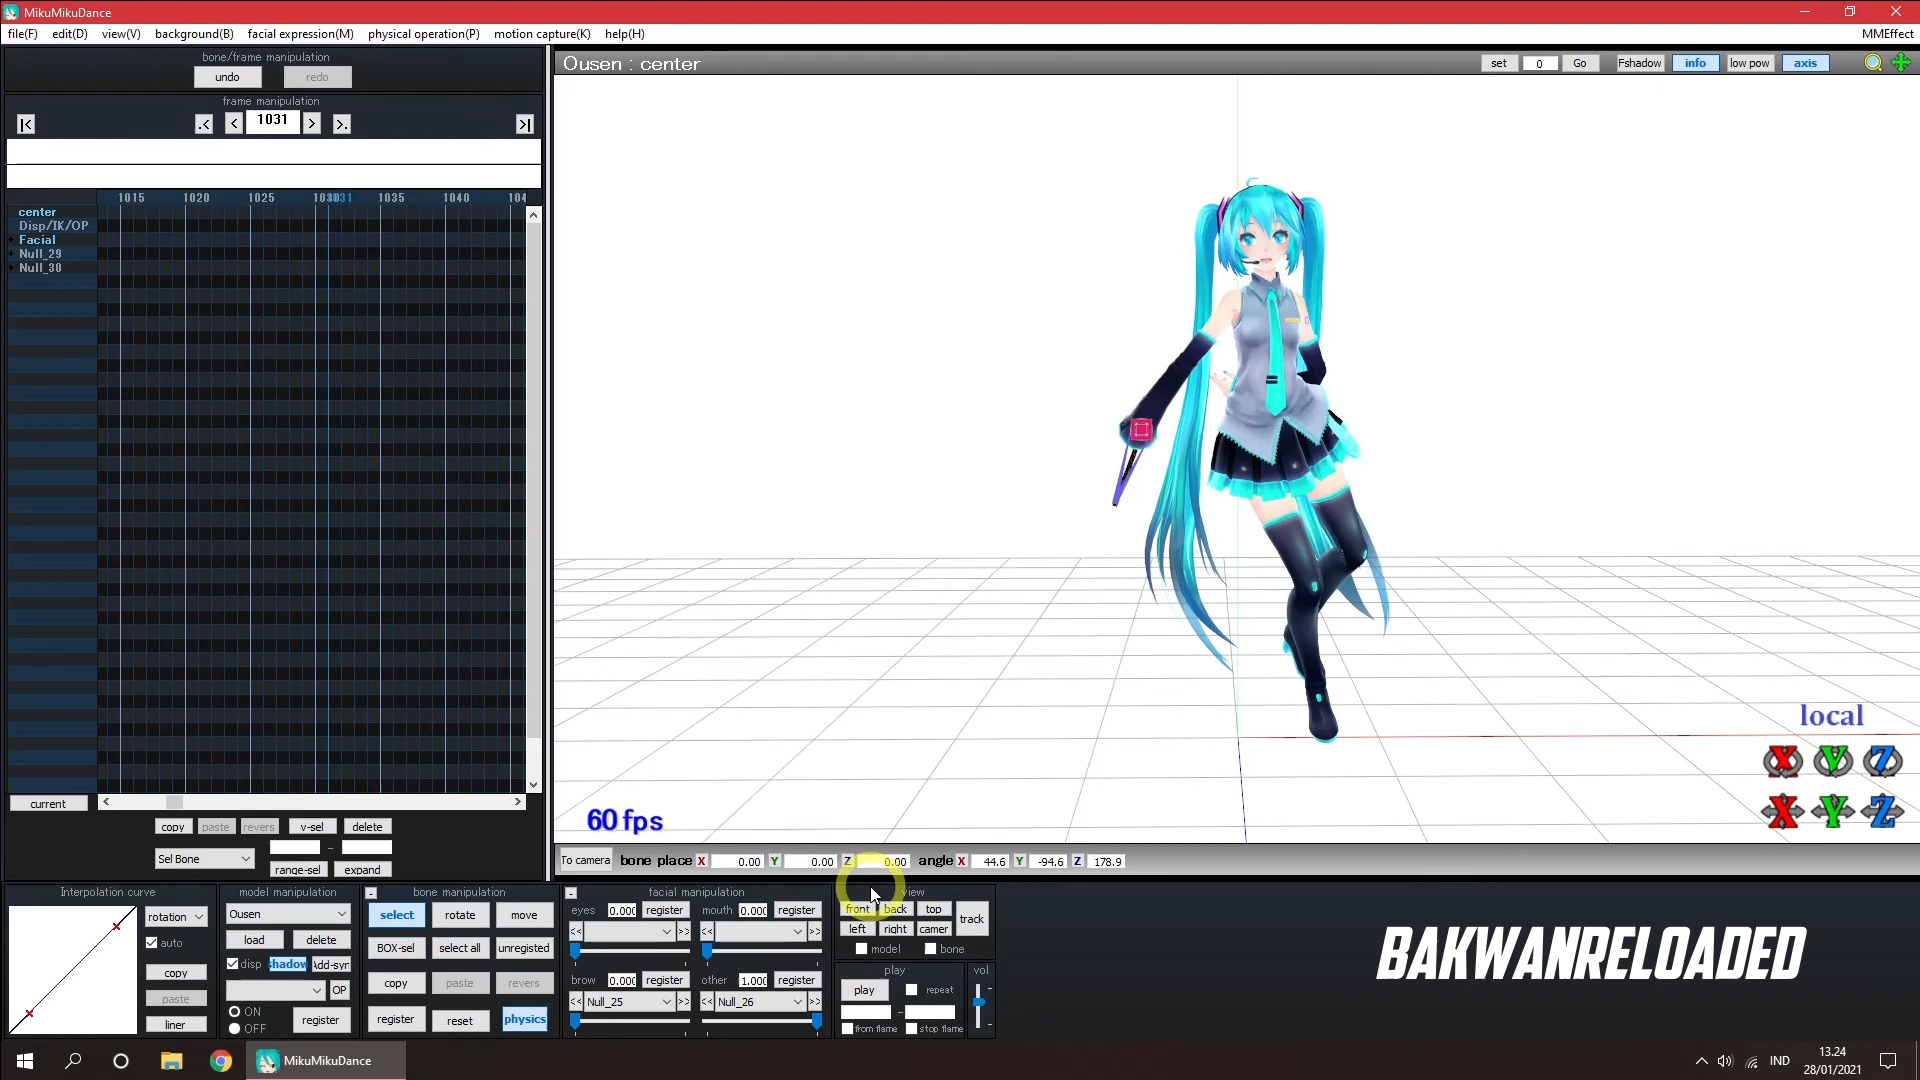 MikuMikuDance
file(F) edit(D) view(V) background(B) facial expression(M) physical operation(P) motion capture(K) help(H) MMEffect
bone/frame manipulation
undo redo
frame manipulation
1031
1015 1020 1025 1031 1035 1040
center
Disp/IK/OP
Facial
Null_29
Null_30
current
copy paste revers v-sel delete
Sel Bone
range-sel expand
Ousen : center
set 0 Go Fshadow info low pow axis
local
X Y Z
X Y Z
60 fps
To camera bone place X 0.00 Y 0.00 Z 0.00 angle X 44.6 Y -94.6 Z 178.9
Interpolation curve
rotation
auto
copy
paste
liner
model manipulation
Ousen
load delete
disp shadow Add-syn
OP
ON
OFF
register
bone manipulation
select rotate move
BOX-sel select all unregisted
copy paste revers
register reset physics
facial manipulation
eyes 0.000 register mouth 0.000 register
<< >> << >>
brow 0.000 register other 1.000 register
<< Null_25 >> << Null_26 >>
view
front back top
left right camer
track
model bone
play
play repeat
-
from flame stop flame
vol
BAKWANRELOADED
MikuMikuDance
IND
13.24
28/01/2021